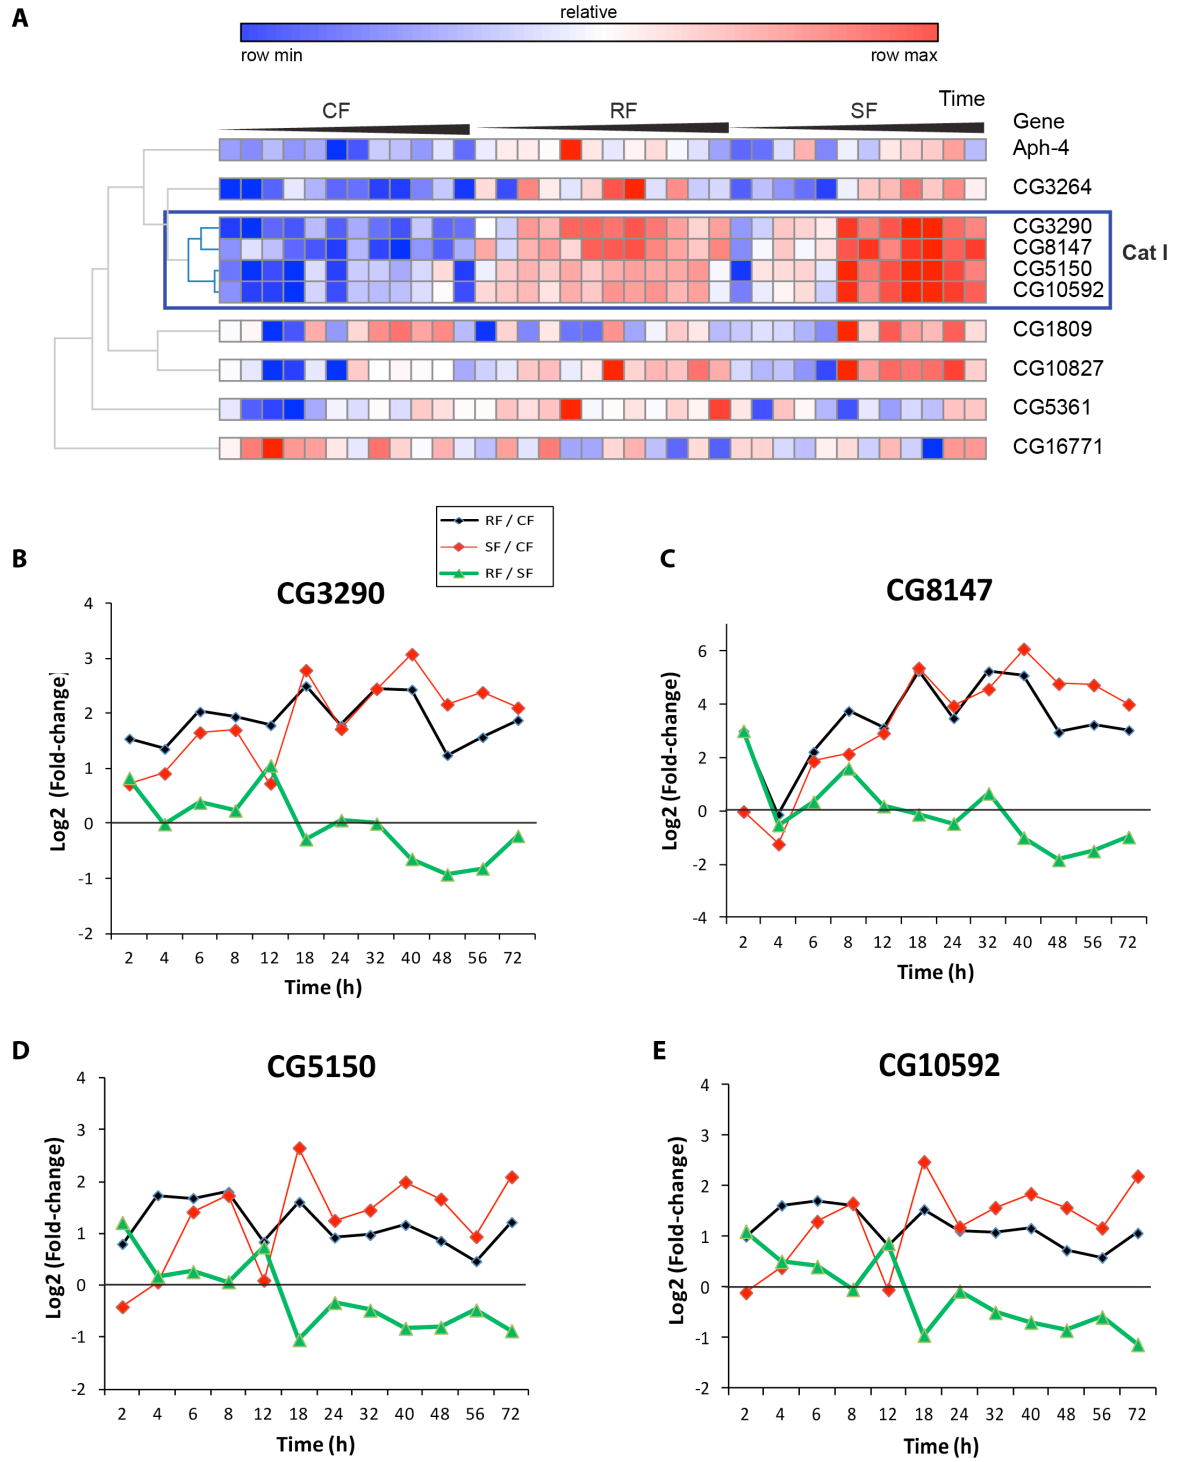 A
relative
row min
row max
CF
RF
SF
Time
Gene
Aph-4
CG3264
CG3290
CG8147
CG5150
CG10592
Cat I
CG1809
CG10827
CG5361
CG16771
RF / CF
SF / CF
RF / SF
B
CG3290
4
3
2
1
0
-1
-2
Log2 (Fold-change)
2 4 6 8 12 18 24 32 40 48 56 72
Time (h)
C
CG8147
6
4
2
0
-2
-4
Log2 (Fold-change)
2 4 6 8 12 18 24 32 40 48 56 72
Time (h)
D
CG5150
4
3
2
1
0
-1
-2
Log2 (Fold-change)
2 4 6 8 12 18 24 32 40 48 56 72
Time (h)
E
CG10592
4
3
2
1
0
-1
-2
Log2 (Fold-change)
2 4 6 8 12 18 24 32 40 48 56 72
Time (h)